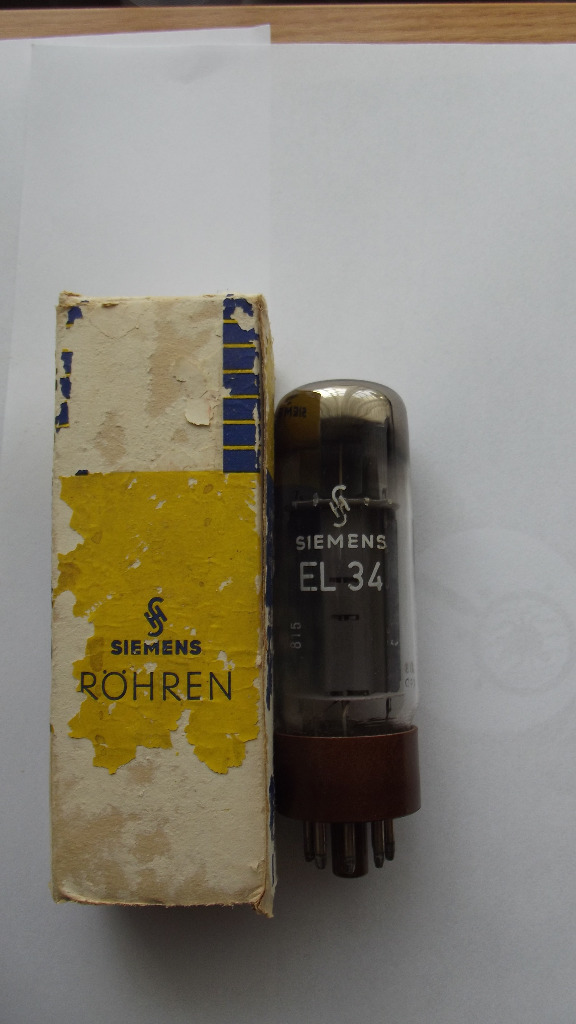 SIEMENS
RÖHREN
SIEMENS
EL 34
815